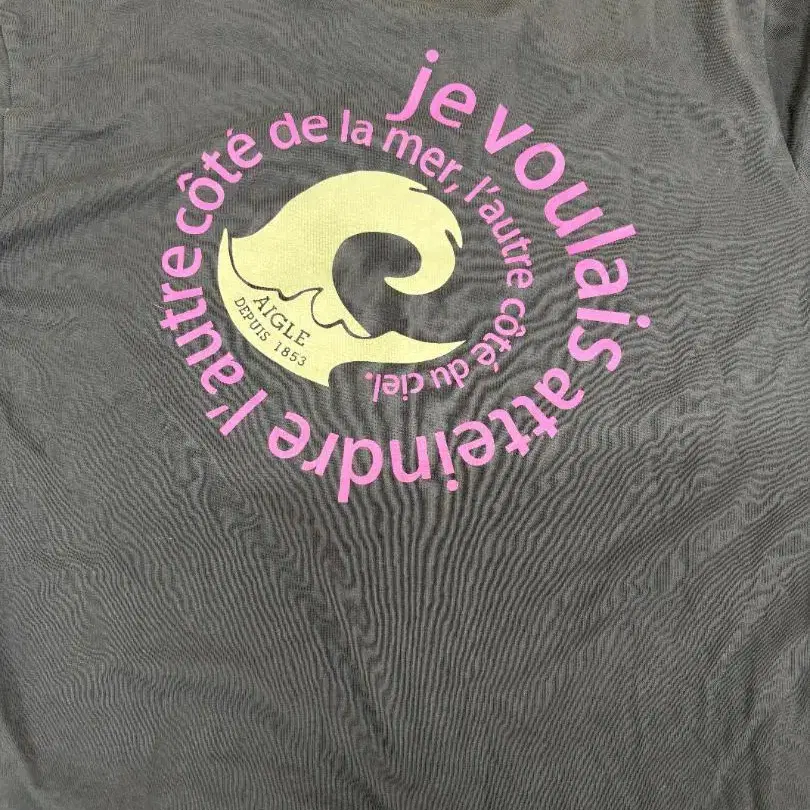 je voulais atteindre l'autre côté de la mer, l'autre côté du ciel.
AIGLE
DEPUIS 1853